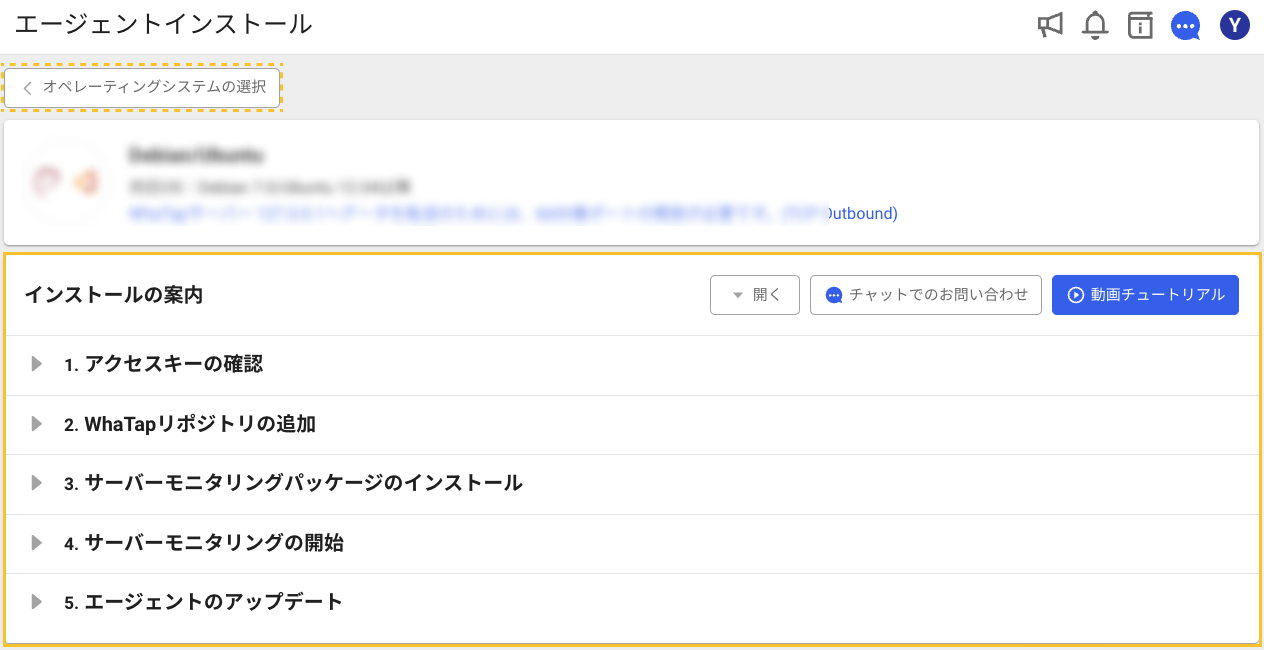 エージェントインストール
Y
オペレーティングシステムの選択
Outbound)
インストールの案内
開く
チャットでのお問い合わせ
動画チュートリアル
1. アクセスキーの確認
2. WhaTapリポジトリの追加
3. サーバーモニタリングパッケージのインストール
4. サーバーモニタリングの開始
5. エージェントのアップデート